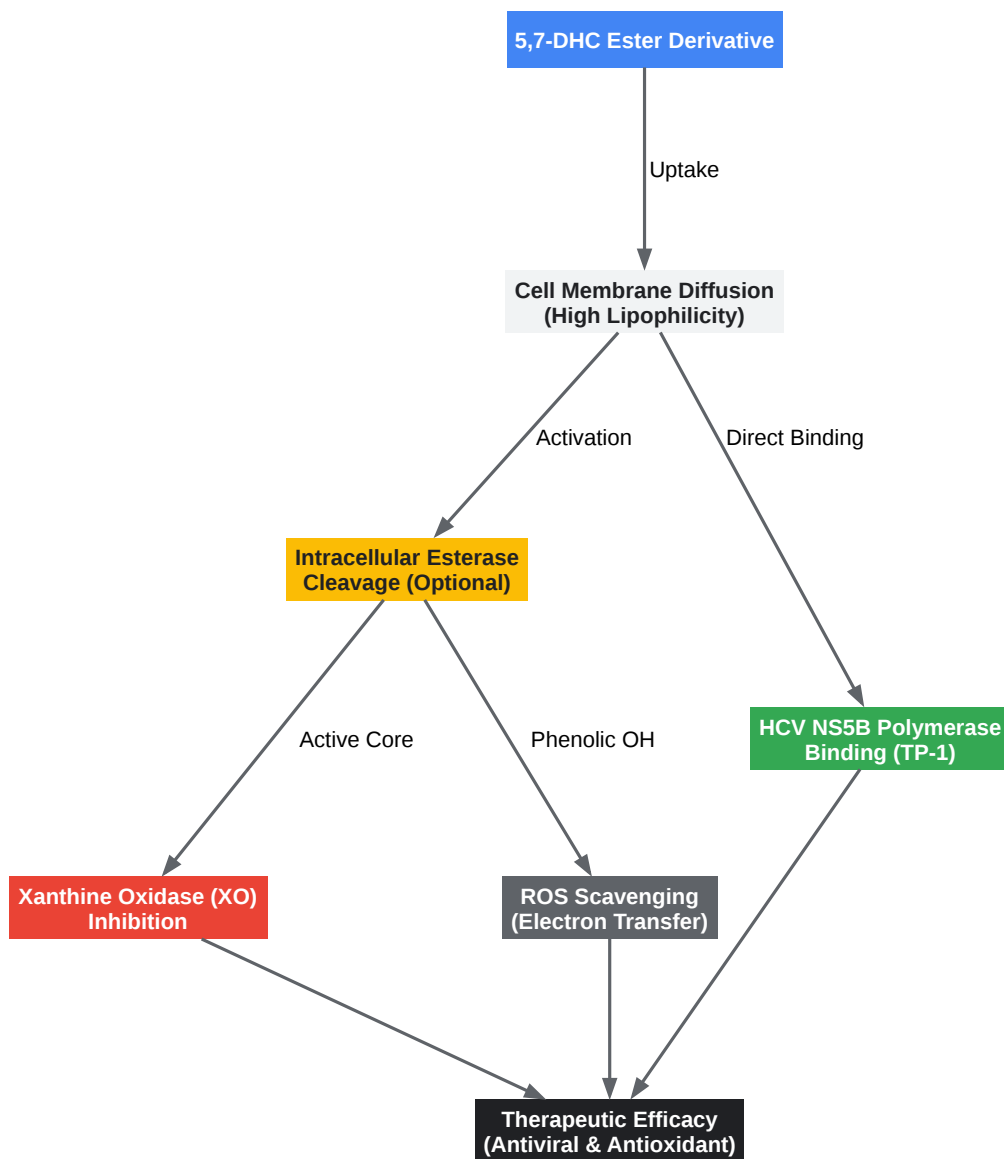 5,7-DHC Ester Derivative
Uptake
Cell Membrane Diffusion
(High Lipophilicity)
Activation
Direct Binding
Intracellular Esterase
Cleavage (Optional)
HCV NS5B Polymerase
Binding (TP-1)
Active Core
Phenolic OH
Xanthine Oxidase (XO)
Inhibition
ROS Scavenging
(Electron Transfer)
Therapeutic Efficacy
(Antiviral & Antioxidant)